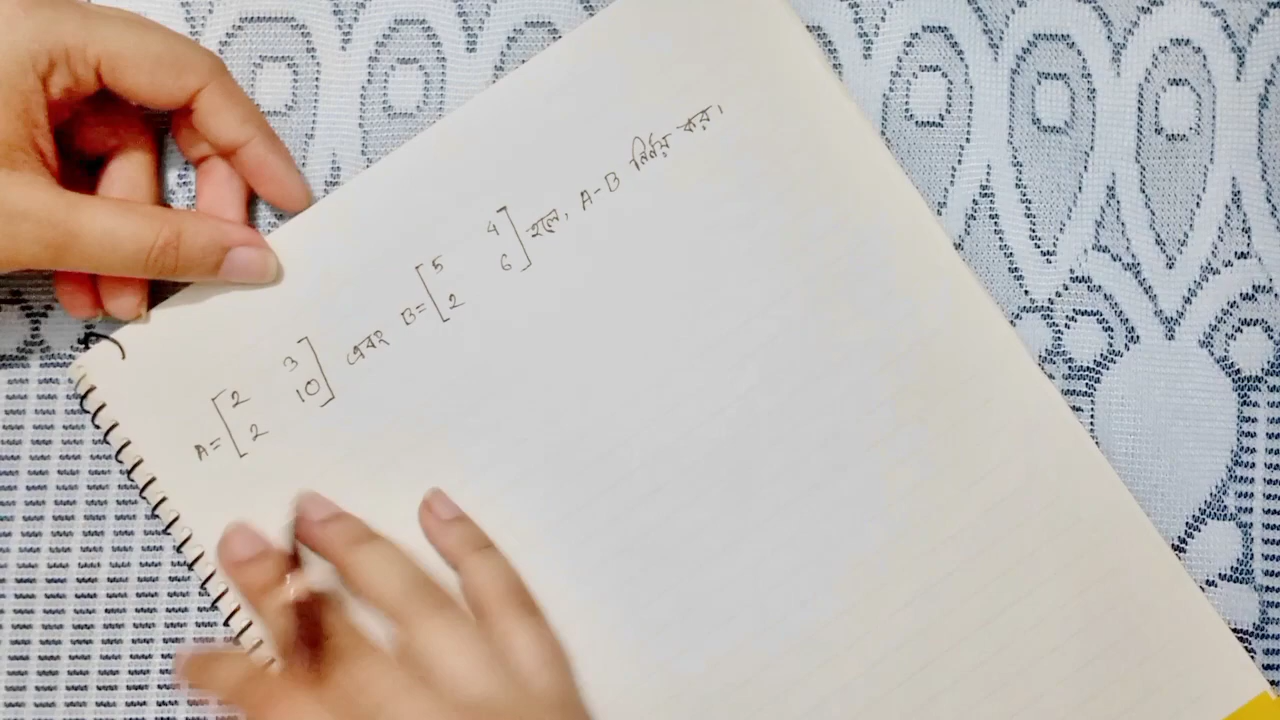 A = [2 3
2 10] এবং B = [5 4
2 6] হলে, A-B নির্ণয় কর।